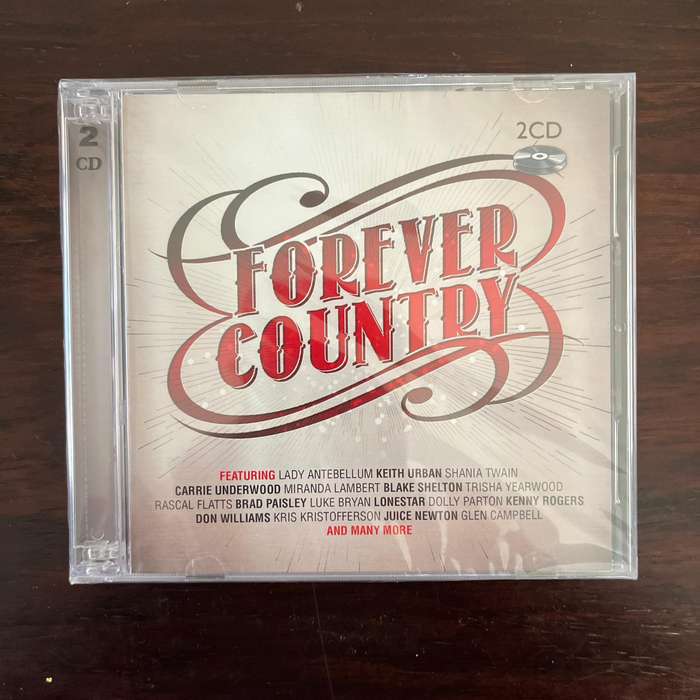 2
CD
2CD
FOREVER
COUNTRY
FEATURING LADY ANTEBELLUM KEITH URBAN SHANIA TWAIN
CARRIE UNDERWOOD MIRANDA LAMBERT BLAKE SHELTON TRISHA YEARWOOD
RASCAL FLATTS BRAD PAISLEY LUKE BRYAN LONESTAR DOLLY PARTON KENNY ROGERS
DON WILLIAMS KRIS KRISTOFFERSON JUICE NEWTON GLEN CAMPBELL
AND MANY MORE